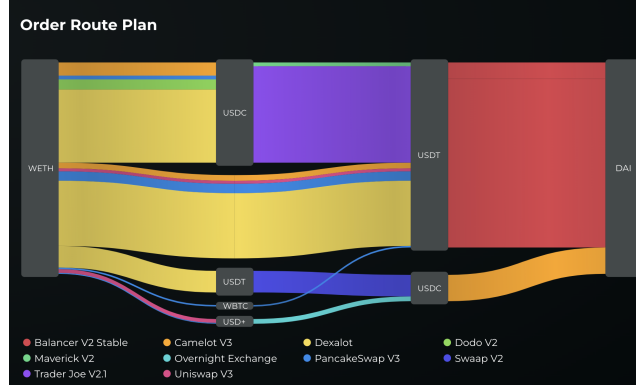 Order Route Plan
USDC
WETH
USDT
DAI
USDT
USDC
WBTC
USD+
Balancer V2 Stable
Camelot V3
Dexalot
Dodo V2
Maverick V2
Overnight Exchange
PancakeSwap V3
Swaap V2
Trader Joe V2.1
Uniswap V3